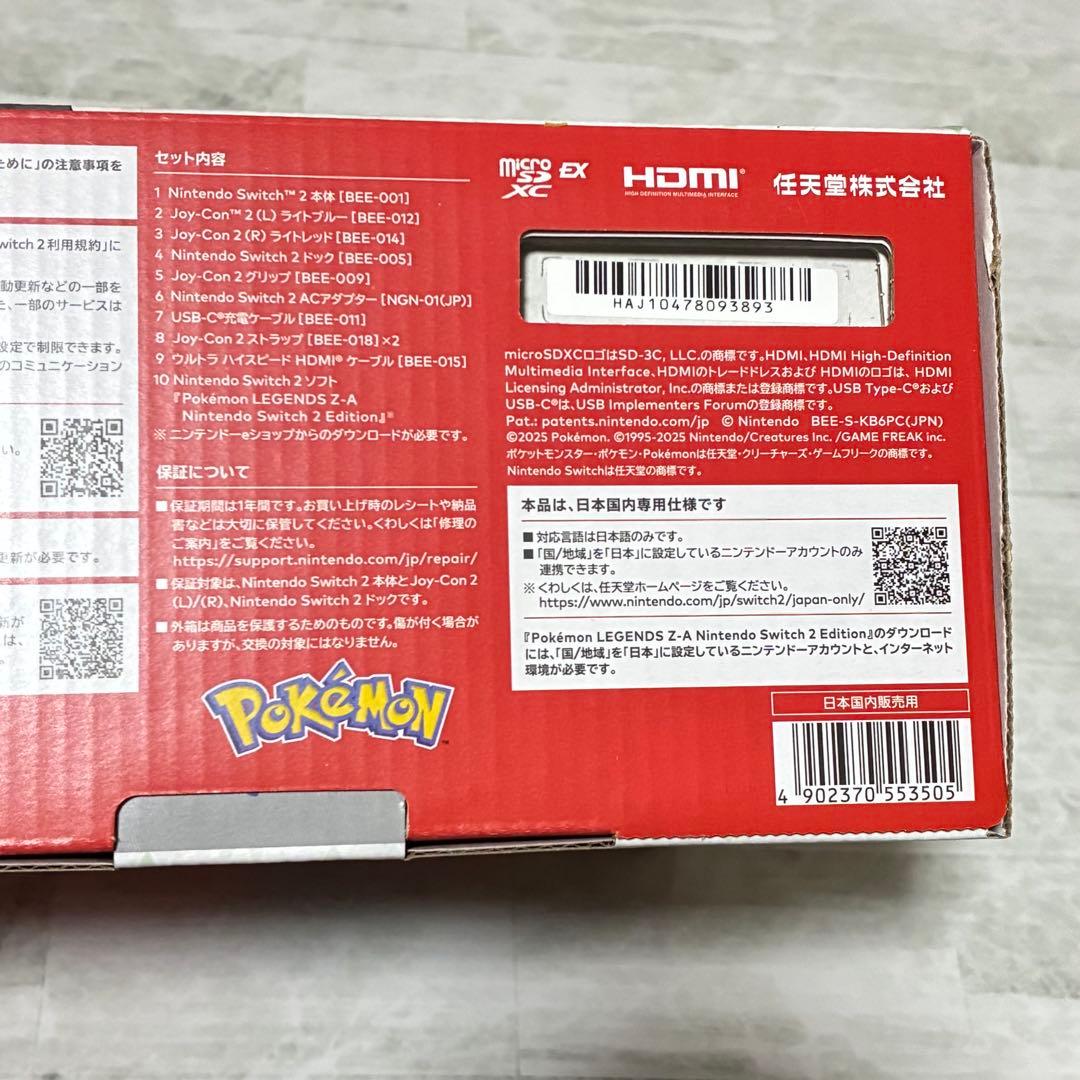 ために」の注意事項を
witch 2 利用規約」に
動更新などの一部を
た、一部のサービスは
設定で制限できます。
のコミュニケーション
い。
更新が必要です。
新が
は、
す。
セット内容
1 Nintendo Switch™ 2 本体 [BEE-001]
2 Joy-Con™ 2 (L) ライトブルー [BEE-012]
3 Joy-Con 2 (R) ライトレッド [BEE-014]
4 Nintendo Switch 2 ドック [BEE-005]
5 Joy-Con 2 グリップ [BEE-009]
6 Nintendo Switch 2 ACアダプター [NGN-01(JP)]
7 USB-C®充電ケーブル [BEE-011]
8 Joy-Con 2 ストラップ [BEE-018]×2
9 ウルトラ ハイスピード HDMI® ケーブル [BEE-015]
10 Nintendo Switch 2 ソフト
『Pokémon LEGENDS Z-A
Nintendo Switch 2 Edition』※
※ ニンテンドーeショップからのダウンロードが必要です。
保証について
■ 保証期間は1年間です。お買い上げ時のレシートや納品
書などは大切に保管してください。くわしくは「修理の
ご案内」をご覧ください。
https://support.nintendo.com/jp/repair/
■ 保証対象は、Nintendo Switch 2 本体とJoy-Con 2
(L)/(R)、Nintendo Switch 2 ドックです。
■ 外箱は商品を保護するためのものです。傷が付く場合が
ありますが、交換の対象にはなりません。
POKéMON™
micro SD XC EX
HDMI®
HIGH DEFINITION MULTIMEDIA INTERFACE
任天堂株式会社
HAJ10478093893
microSDXCロゴはSD-3C, LLC.の商標です。HDMI、HDMI High-Definition
Multimedia Interface、HDMIのトレードドレスおよび HDMIのロゴは、HDMI
Licensing Administrator, Inc.の商標または登録商標です。USB Type-C®および
USB-C®は、USB Implementers Forumの登録商標です。
Pat.: patents.nintendo.com/jp © Nintendo BEE-S-KB6PC(JPN)
©2025 Pokémon. ©1995-2025 Nintendo/Creatures Inc. /GAME FREAK inc.
ポケットモンスター・ポケモン・Pokémonは任天堂・クリーチャーズ・ゲームフリークの商標です。
Nintendo Switchは任天堂の商標です。
本品は、日本国内専用仕様です
■ 対応言語は日本語のみです。
■ 「国/地域」を「日本」に設定しているニンテンドーアカウントのみ
連携できます。
※ くわしくは、任天堂ホームページをご覧ください。
https://www.nintendo.com/jp/switch2/japan-only/
『Pokémon LEGENDS Z-A Nintendo Switch 2 Edition』のダウンロード
には、「国/地域」を「日本」に設定しているニンテンドーアカウントと、インターネット
環境が必要です。
日本国内販売用
4 902370 553505